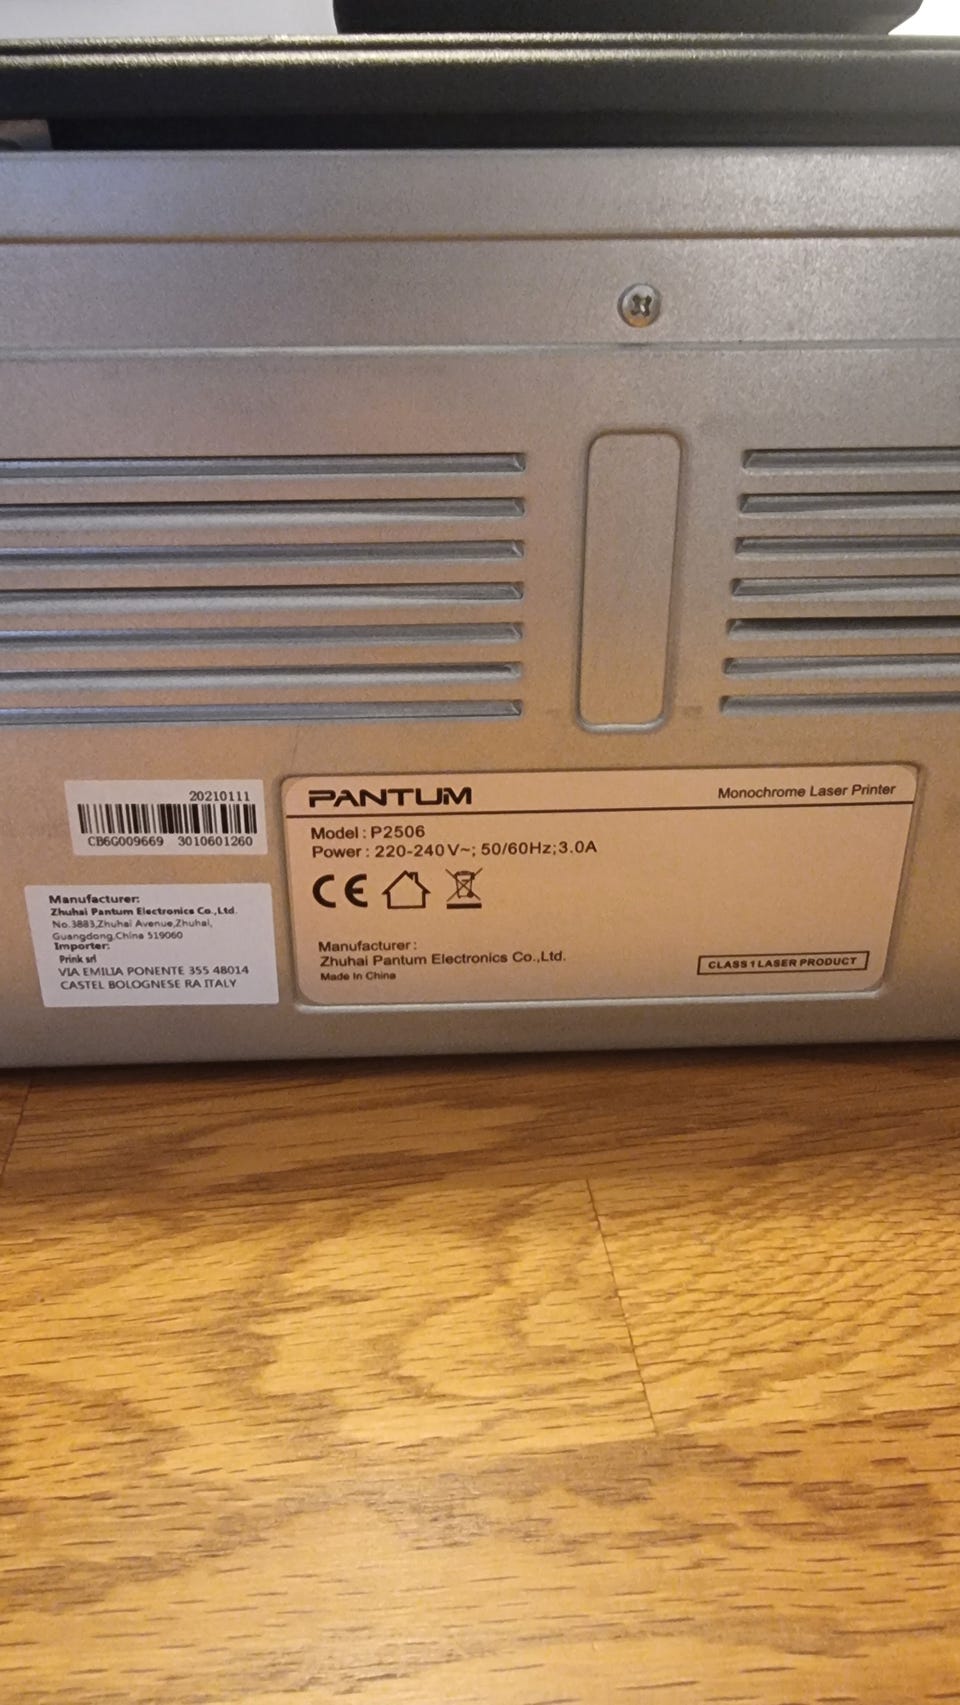 20210111
CB6G009669 3010601260
Manufacturer:
Zhuhai Pantum Electronics Co.,Ltd.
No.3883,Zhuhai Avenue,Zhuhai,
Guangdong,China 519060
Importer:
Prink srl
VIA EMILIA PONENTE 355 48014
CASTEL BOLOGNESE RA ITALY
PANTUM Monochrome Laser Printer
Model : P2506
Power : 220-240V~; 50/60Hz;3.0A
CE
Manufacturer :
Zhuhai Pantum Electronics Co.,Ltd.
Made In China
CLASS 1 LASER PRODUCT